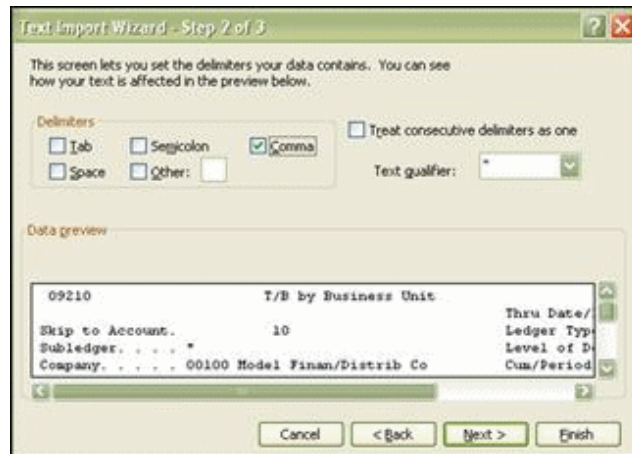 Text Import Wizard - Step 2 of 3
This screen lets you set the delimiters your data contains. You can see
how your text is affected in the preview below.
Delimiters
Tab Semicolon Comma
Space Other:
Treat consecutive delimiters as one
Text qualifier: "
Data preview
09210 T/B by Business Unit
Thru Date/
Skip to Account. 10 Ledger Typ
Subledger. . . . * Level of D
Company. . . . . 00100 Model Finan/Distrib Co Cum/Period
Cancel < Back Next > Finish